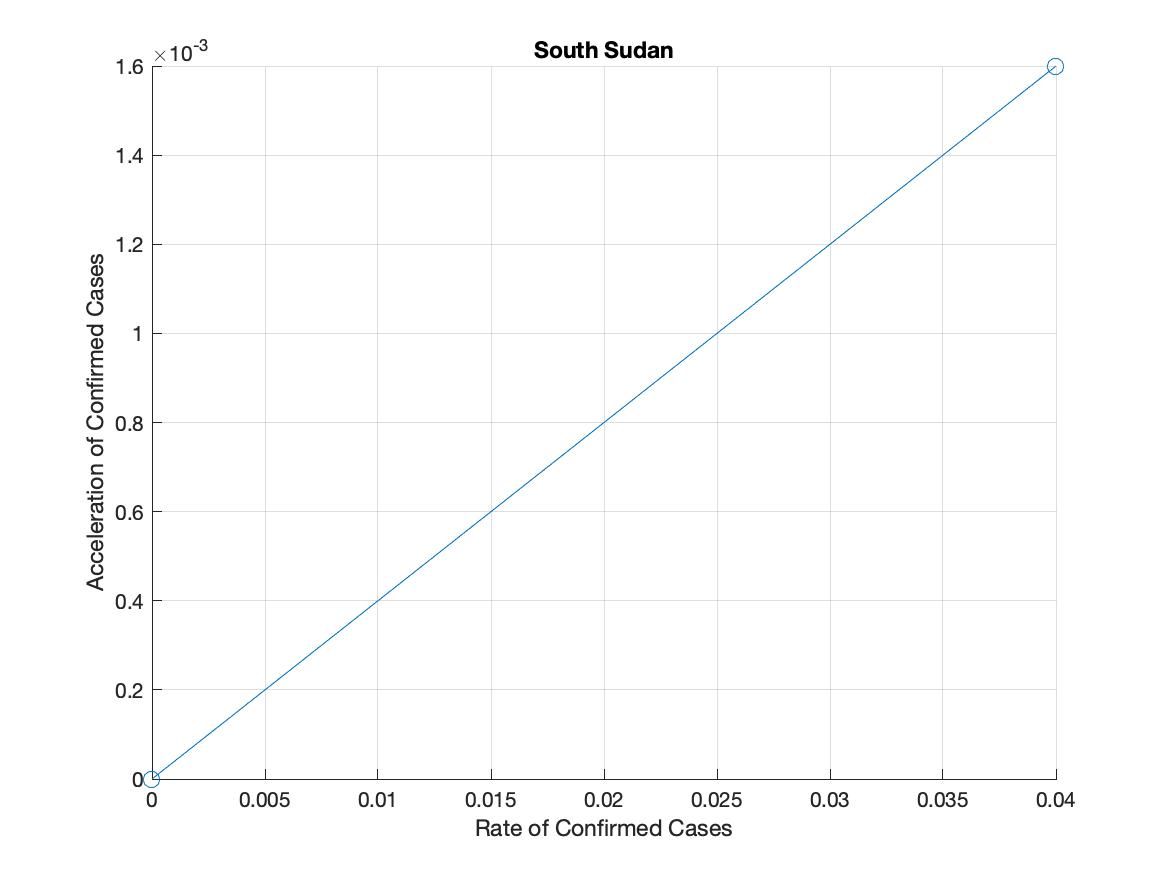 South Sudan
×10-3
1.6
1.4
1.2
1
0.8
0.6
0.4
0.2
0
Acceleration of Confirmed Cases
0 0.005 0.01 0.015 0.02 0.025 0.03 0.035 0.04
Rate of Confirmed Cases